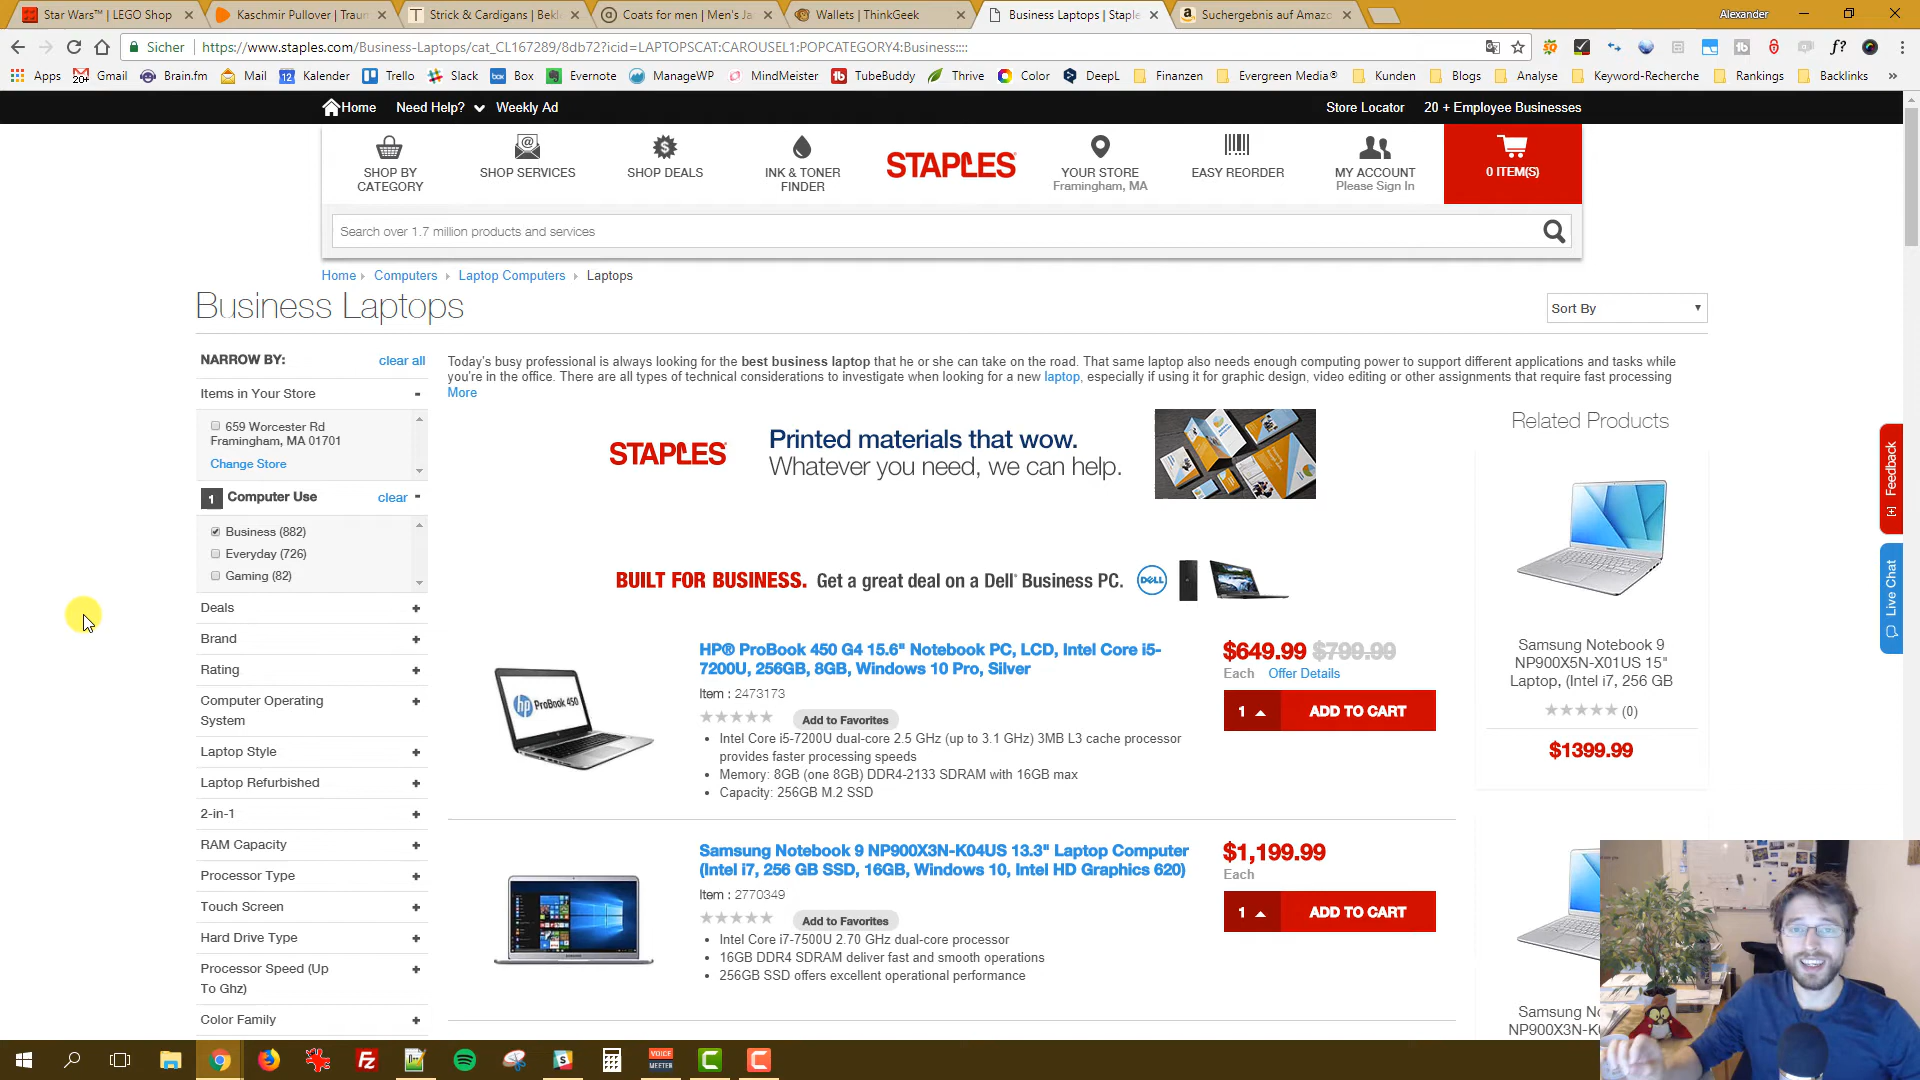 Star Wars™ | LEGO Shop
Kaschmir Pullover | Traum
Strick & Cardigans | Bekl
Coats for men | Men's Ja
Wallets | ThinkGeek
Business Laptops | Staple
Suchergebnis auf Amazo
Alexander
Sicher
https://www.staples.com/Business-Laptops/cat_CL167289/8db72?icid=LAPTOPSCAT:CAROUSEL1:POPCATEGORY4:Business::::
Apps
Gmail
Brain.fm
Mail
Kalender
Trello
Slack
Box
Evernote
ManageWP
MindMeister
TubeBuddy
Thrive
Color
DeepL
Finanzen
Evergreen Media®
Kunden
Blogs
Analyse
Keyword-Recherche
Rankings
Backlinks
Home
Need Help?
Weekly Ad
Store Locator
20 + Employee Businesses
SHOP BY
CATEGORY
SHOP SERVICES
SHOP DEALS
INK & TONER
FINDER
STAPLES
YOUR STORE
Framingham, MA
EASY REORDER
MY ACCOUNT
Please Sign In
0 ITEM(S)
Search over 1.7 million products and services
Home
Computers
Laptop Computers
Laptops
Business Laptops
Sort By
NARROW BY:
clear all
Items in Your Store
659 Worcester Rd
Framingham, MA 01701
Change Store
1 Computer Use
clear
Business (882)
Everyday (726)
Gaming (82)
Deals
Brand
Rating
Computer Operating
System
Laptop Style
Laptop Refurbished
2-in-1
RAM Capacity
Processor Type
Touch Screen
Hard Drive Type
Processor Speed (Up
To Ghz)
Color Family
Today's busy professional is always looking for the best business laptop that he or she can take on the road. That same laptop also needs enough computing power to support different applications and tasks while
you're in the office. There are all types of technical considerations to investigate when looking for a new laptop, especially if using it for graphic design, video editing or other assignments that require fast processing
More
STAPLES
Printed materials that wow.
Whatever you need, we can help.
BUILT FOR BUSINESS. Get a great deal on a Dell® Business PC.
DELL
hp ProBook 450
HP® ProBook 450 G4 15.6" Notebook PC, LCD, Intel Core i5-
7200U, 256GB, 8GB, Windows 10 Pro, Silver
Item : 2473173
Add to Favorites
• Intel Core i5-7200U dual-core 2.5 GHz (up to 3.1 GHz) 3MB L3 cache processor
provides faster processing speeds
• Memory: 8GB (one 8GB) DDR4-2133 SDRAM with 16GB max
• Capacity: 256GB M.2 SSD
$649.99 $799.99
Each
Offer Details
1
ADD TO CART
Samsung Notebook 9 NP900X3N-K04US 13.3" Laptop Computer
(Intel i7, 256 GB SSD, 16GB, Windows 10, Intel HD Graphics 620)
Item : 2770349
Add to Favorites
• Intel Core i7-7500U 2.70 GHz dual-core processor
• 16GB DDR4 SDRAM deliver fast and smooth operations
• 256GB SSD offers excellent operational performance
$1,199.99
Each
1
ADD TO CART
Related Products
Samsung Notebook 9
NP900X5N-X01US 15"
Laptop, (Intel i7, 256 GB
(0)
$1399.99
Samsung
NP900X3N-K
Feedback
Live Chat
VOICE
MEETER